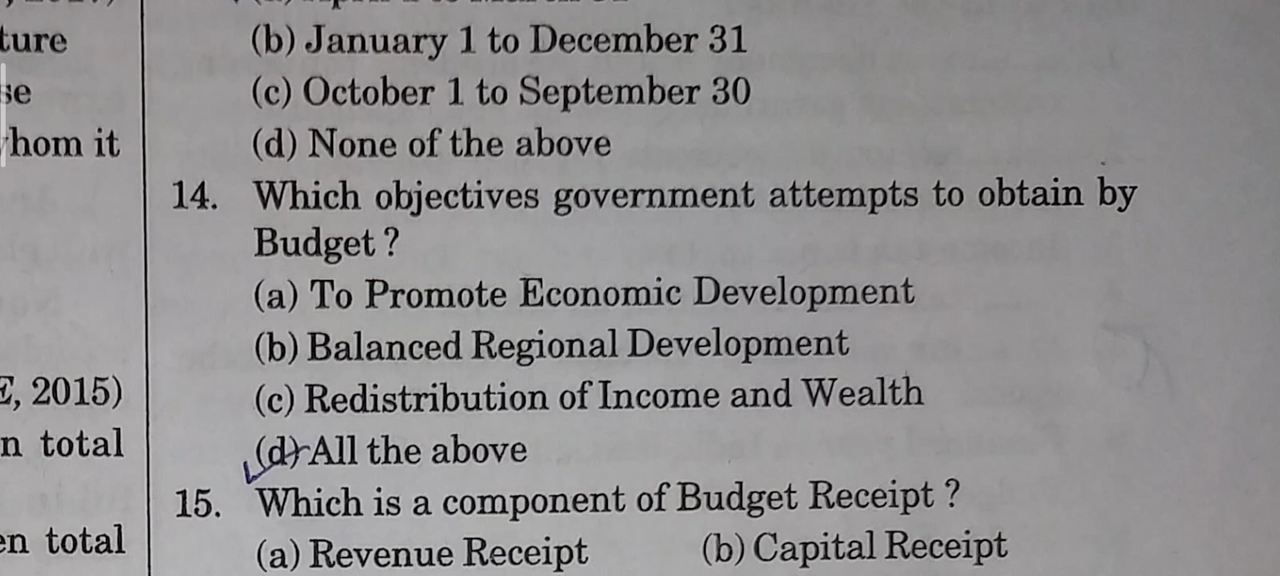 ture
se
hom it
E, 2015)
n total
en total
(b) January 1 to December 31
(c) October 1 to September 30
(d) None of the above
14. Which objectives government attempts to obtain by
Budget ?
(a) To Promote Economic Development
(b) Balanced Regional Development
(c) Redistribution of Income and Wealth
(d) All the above
15. Which is a component of Budget Receipt ?
(a) Revenue Receipt (b) Capital Receipt